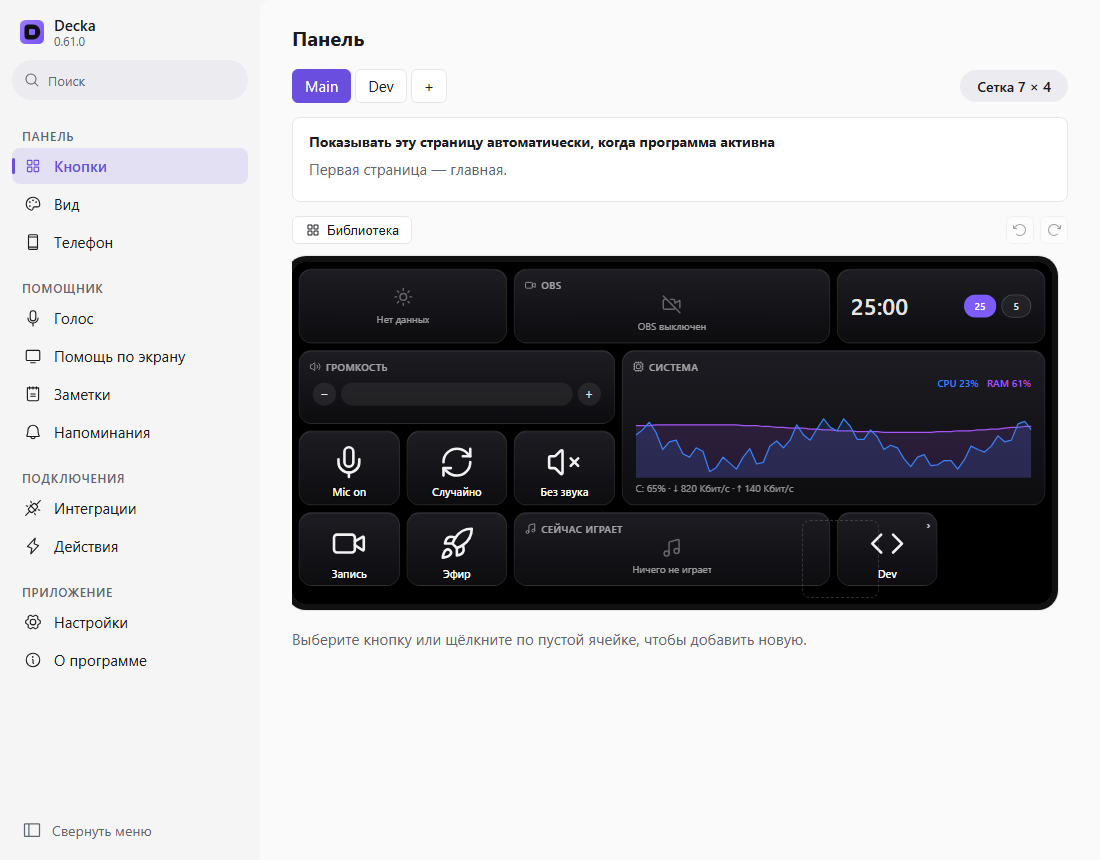 Decka
0.61.0
Поиск
ПАНЕЛЬ
Кнопки
Вид
Телефон
ПОМОЩНИК
Голос
Помощь по экрану
Заметки
Напоминания
ПОДКЛЮЧЕНИЯ
Интеграции
Действия
ПРИЛОЖЕНИЕ
Настройки
О программе
Свернуть меню
Панель
Main Dev + Сетка 7 × 4
Показывать эту страницу автоматически, когда программа активна
Первая страница — главная.
Библиотека
Нет данных
OBS
OBS выключен
25:00 25 5
ГРОМКОСТЬ
− +
СИСТЕМА
CPU 23% RAM 61%
C: 65% · ↓ 820 Кбит/с · ↑ 140 Кбит/с
Mic on
Случайно
Без звука
Запись
Эфир
СЕЙЧАС ИГРАЕТ
Ничего не играет
›
Dev
Выберите кнопку или щёлкните по пустой ячейке, чтобы добавить новую.